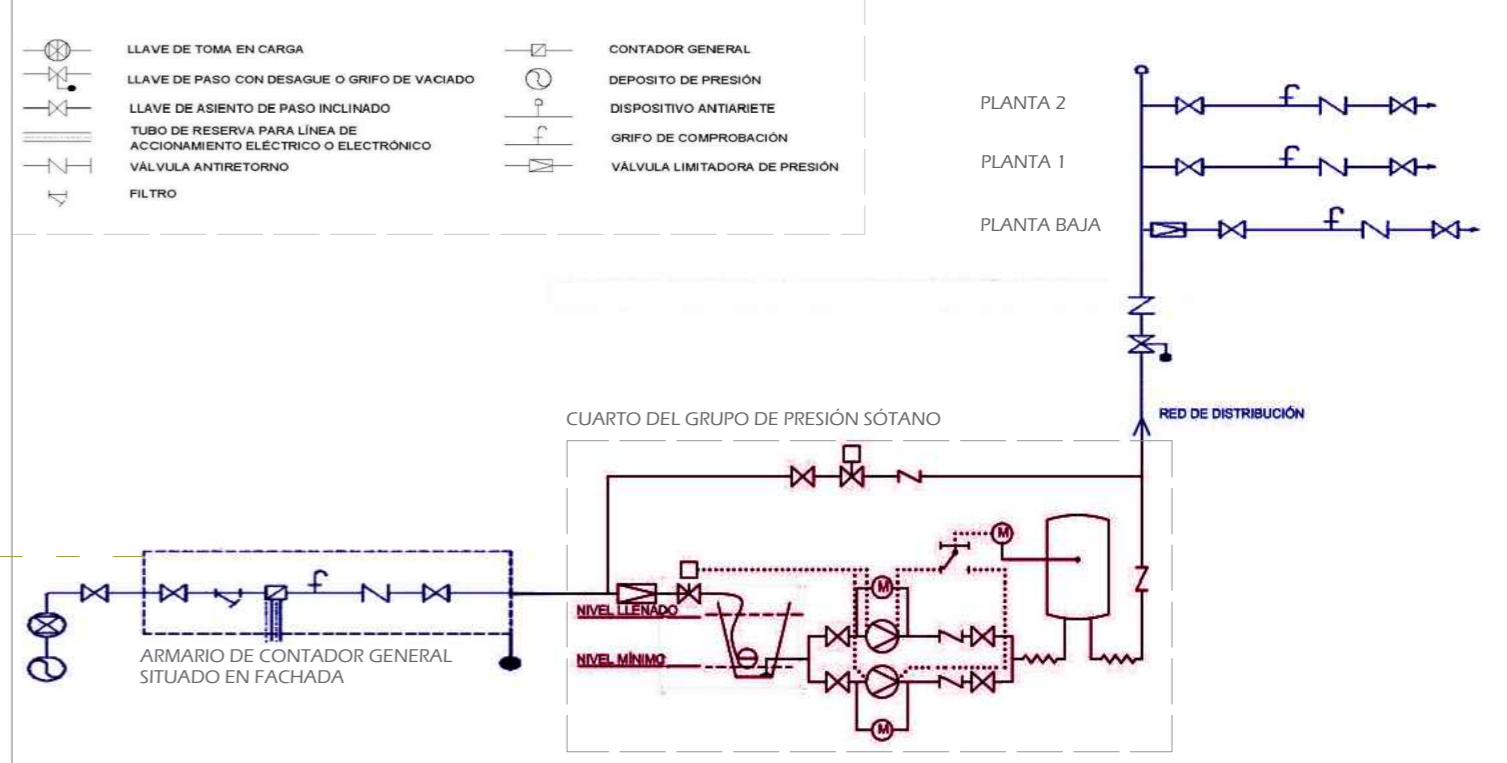 LLAVE DE TOMA EN CARGA
LLAVE DE PASO CON DESAGUE O GRIFO DE VACIADO
LLAVE DE ASIENTO DE PASO INCLINADO
TUBO DE RESERVA PARA LÍNEA DE
ACCIONAMIENTO ELÉCTRICO O ELECTRÓNICO
VÁLVULA ANTIRETORNO
FILTRO
CONTADOR GENERAL
DEPOSITO DE PRESIÓN
DISPOSITIVO ANTIARIETE
GRIFO DE COMPROBACIÓN
VÁLVULA LIMITADORA DE PRESIÓN
PLANTA 2
PLANTA 1
PLANTA BAJA
RED DE DISTRIBUCIÓN
CUARTO DEL GRUPO DE PRESIÓN SÓTANO
M
M
NIVEL LLENADO
NIVEL MÍNIMO
M
ARMARIO DE CONTADOR GENERAL
SITUADO EN FACHADA